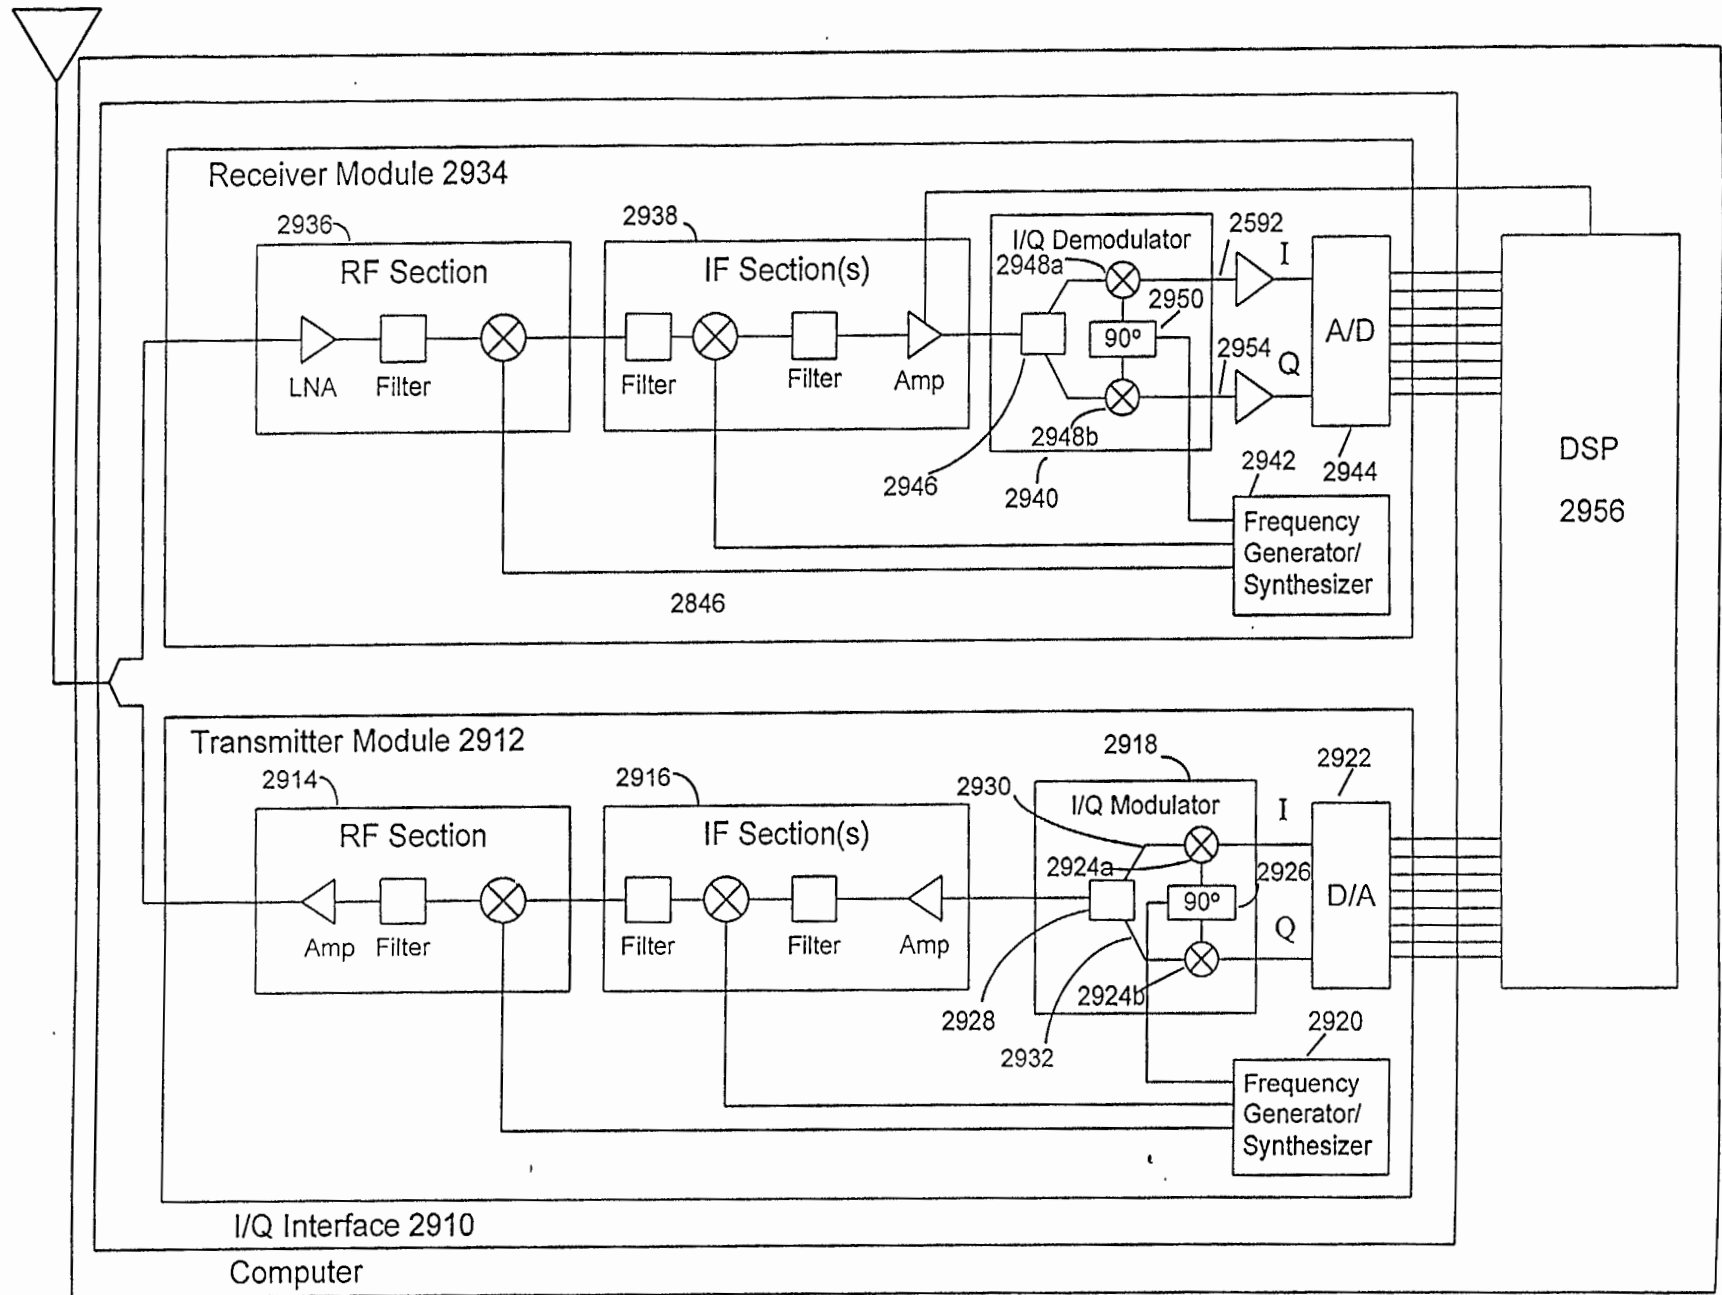 Receiver Module 2934
2936
RF Section
LNA
Filter
2938
IF Section(s)
Filter
Filter
Amp
I/Q Demodulator
2948a
2950
90º
2948b
2946
2940
2592
I
2954
Q
A/D
2944
2942
Frequency
Generator/
Synthesizer
2846
DSP
2956
Transmitter Module 2912
2914
RF Section
Amp
Filter
2916
IF Section(s)
Filter
Filter
Amp
2918
2930
I/Q Modulator
2924a
2926
90º
2924b
2928
2932
I
Q
2922
D/A
2920
Frequency
Generator/
Synthesizer
I/Q Interface 2910
Computer